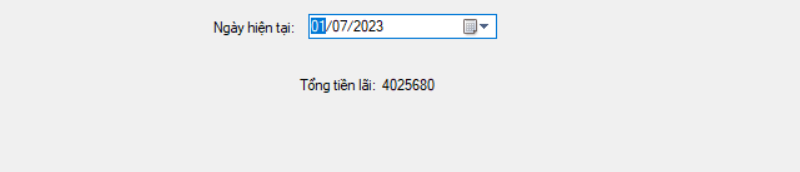 Ngày hiện tại: 01/07/2023
Tổng tiền lãi: 4025680